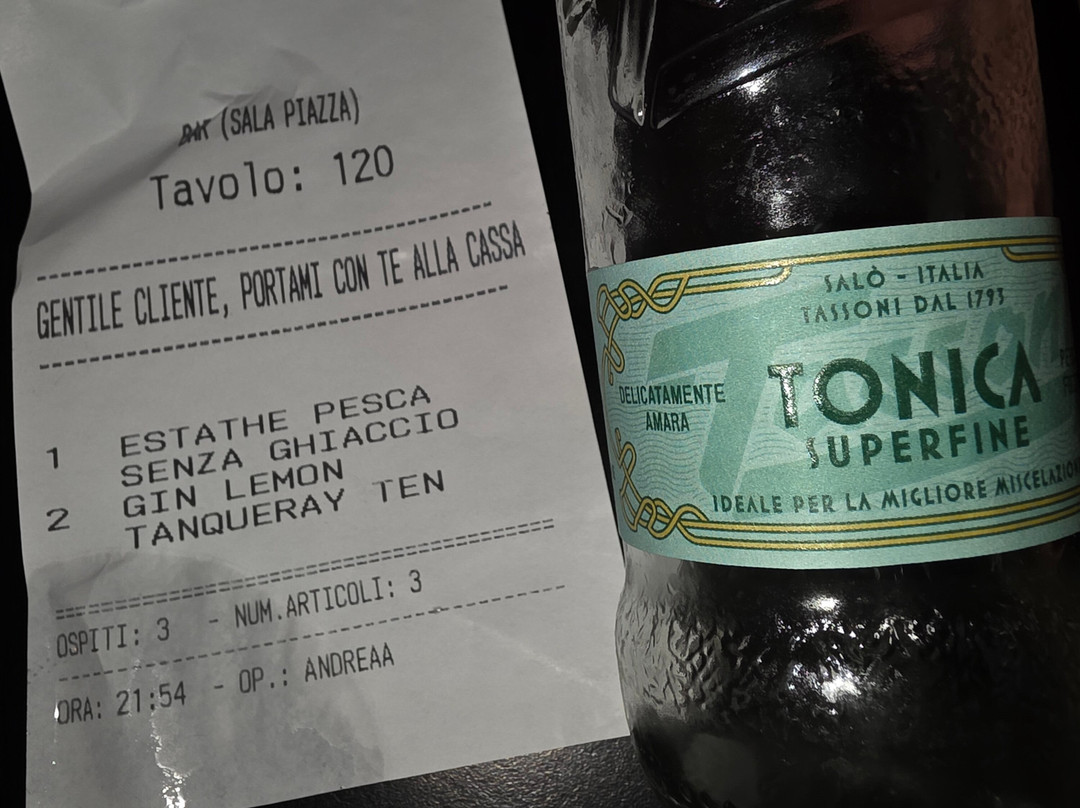 (SALA PIAZZA)
Tavolo: 120
GENTILE CLIENTE, PORTAMI CON TE ALLA CASSA
1 ESTATHE PESCA
SENZA GHIACCIO
2 GIN LEMON
TANQUERAY TEN
OSPITI: 3 - NUM.ARTICOLI: 3
ORA: 21:54 - OP.: ANDREAA
SALÒ - ITALIA
TASSONI DAL 1793
DELICATAMENTE
AMARA
TONICA
SUPERFINE
IDEALE PER LA MIGLIORE